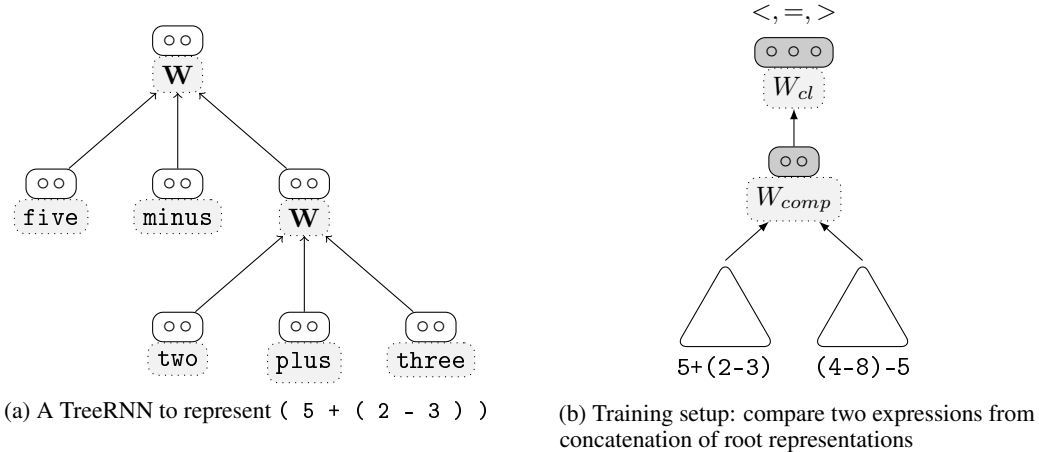 W
five minus W
two plus three
(a) A TreeRNN to represent ( 5 + ( 2 - 3 ) )
<, =, >
W_cl
W_comp
5+(2-3) (4-8)-5
(b) Training setup: compare two expressions from
concatenation of root representations